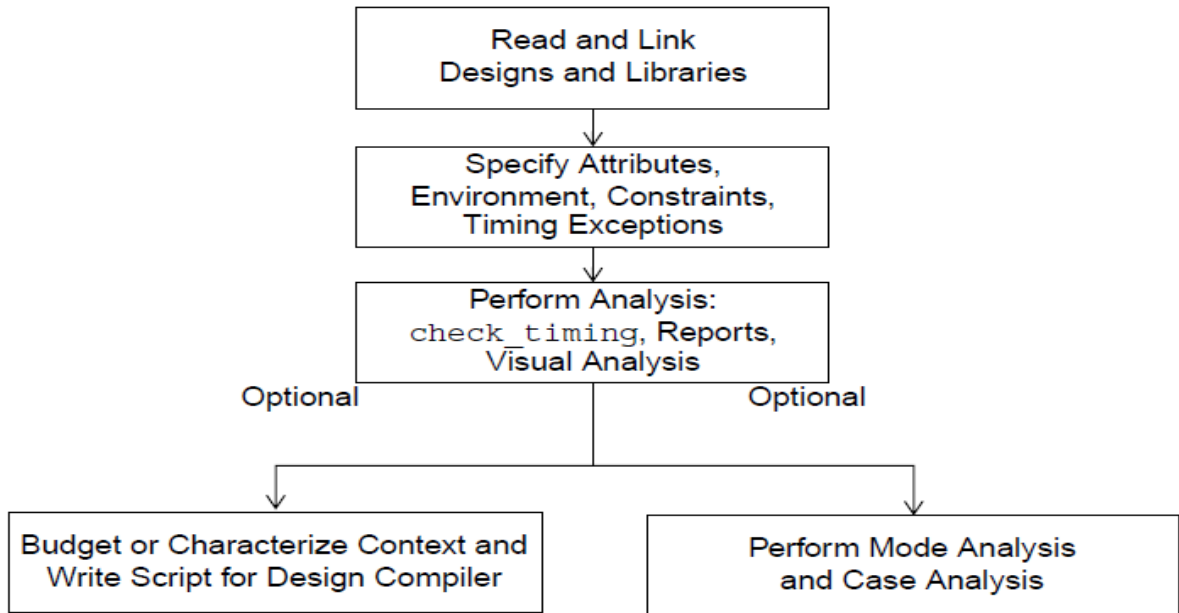 Read and Link
Designs and Libraries
Specify Attributes,
Environment, Constraints,
Timing Exceptions
Perform Analysis:
check_timing, Reports,
Visual Analysis
Optional
Optional
Budget or Characterize Context and
Write Script for Design Compiler
Perform Mode Analysis
and Case Analysis